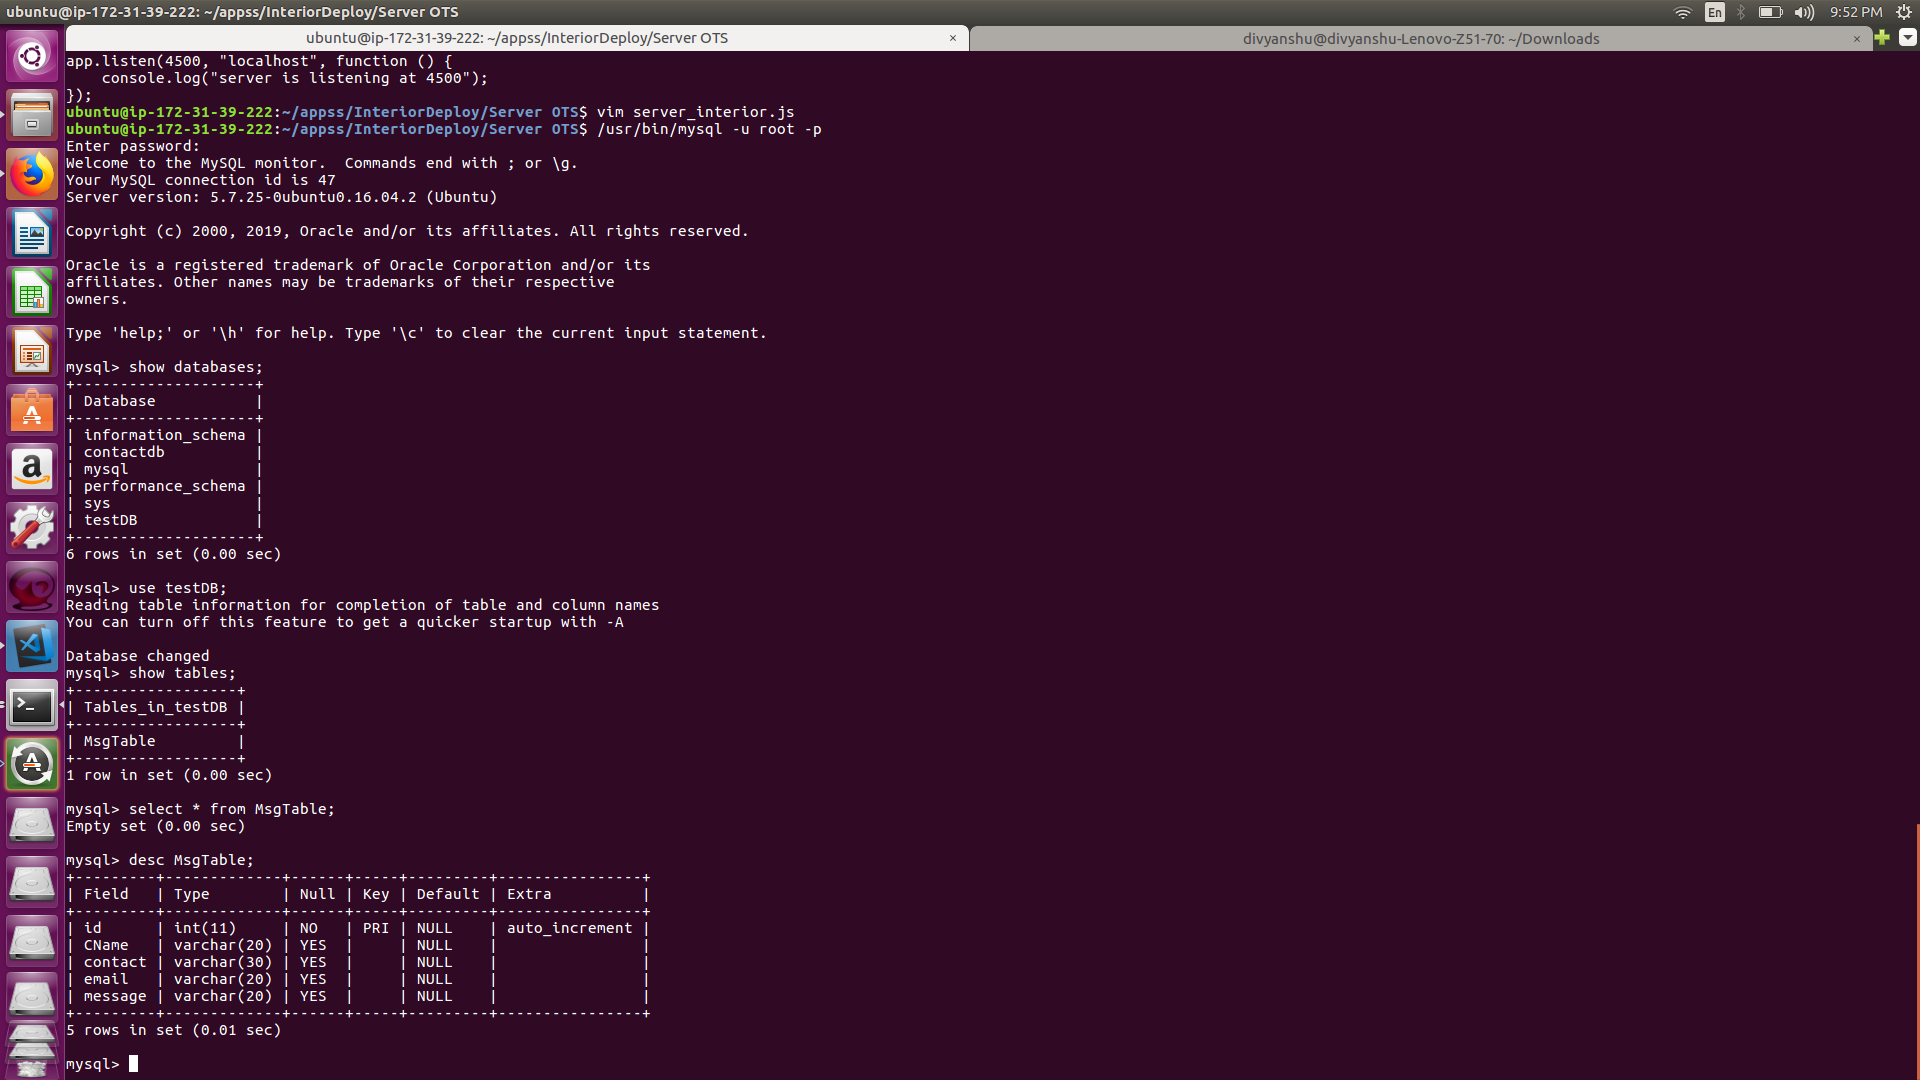 ubuntu@ip-172-31-39-222: ~/appss/InteriorDeploy/Server OTS
En
9:52 PM
ubuntu@ip-172-31-39-222: ~/appss/InteriorDeploy/Server OTS ×
divyanshu@divyanshu-Lenovo-Z51-70: ~/Downloads ×
app.listen(4500, "localhost", function () {
    console.log("server is listening at 4500");
});
ubuntu@ip-172-31-39-222:~/appss/InteriorDeploy/Server OTS$ vim server_interior.js
ubuntu@ip-172-31-39-222:~/appss/InteriorDeploy/Server OTS$ /usr/bin/mysql -u root -p
Enter password:
Welcome to the MySQL monitor.  Commands end with ; or \g.
Your MySQL connection id is 47
Server version: 5.7.25-0ubuntu0.16.04.2 (Ubuntu)

Copyright (c) 2000, 2019, Oracle and/or its affiliates. All rights reserved.

Oracle is a registered trademark of Oracle Corporation and/or its
affiliates. Other names may be trademarks of their respective
owners.

Type 'help;' or '\h' for help. Type '\c' to clear the current input statement.

mysql> show databases;
+--------------------+
| Database           |
+--------------------+
| information_schema |
| contactdb          |
| mysql              |
| performance_schema |
| sys                |
| testDB             |
+--------------------+
6 rows in set (0.00 sec)

mysql> use testDB;
Reading table information for completion of table and column names
You can turn off this feature to get a quicker startup with -A

Database changed
mysql> show tables;
+------------------+
| Tables_in_testDB |
+------------------+
| MsgTable         |
+------------------+
1 row in set (0.00 sec)

mysql> select * from MsgTable;
Empty set (0.00 sec)

mysql> desc MsgTable;
+---------+-------------+------+-----+---------+----------------+
| Field   | Type        | Null | Key | Default | Extra          |
+---------+-------------+------+-----+---------+----------------+
| id      | int(11)     | NO   | PRI | NULL    | auto_increment |
| CName   | varchar(20) | YES  |     | NULL    |                |
| contact | varchar(30) | YES  |     | NULL    |                |
| email   | varchar(20) | YES  |     | NULL    |                |
| message | varchar(20) | YES  |     | NULL    |                |
+---------+-------------+------+-----+---------+----------------+
5 rows in set (0.01 sec)

mysql>